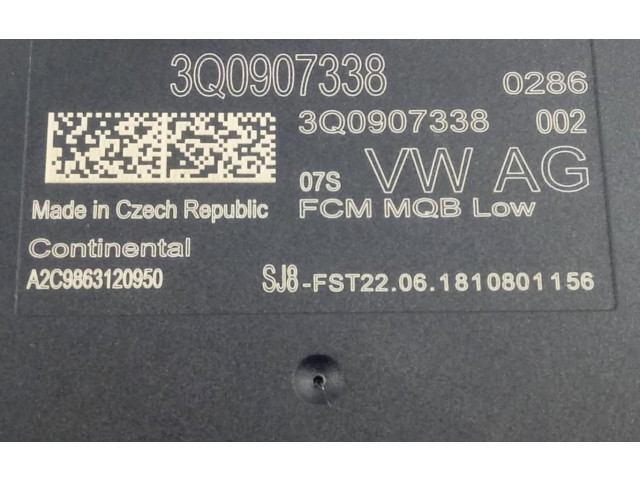 3Q0907338 0286
3Q0907338 002
07S VW AG
Made in Czech Republic FCM MQB Low
Continental
A2C9863120950 SJ8-FST22.06.1810801156